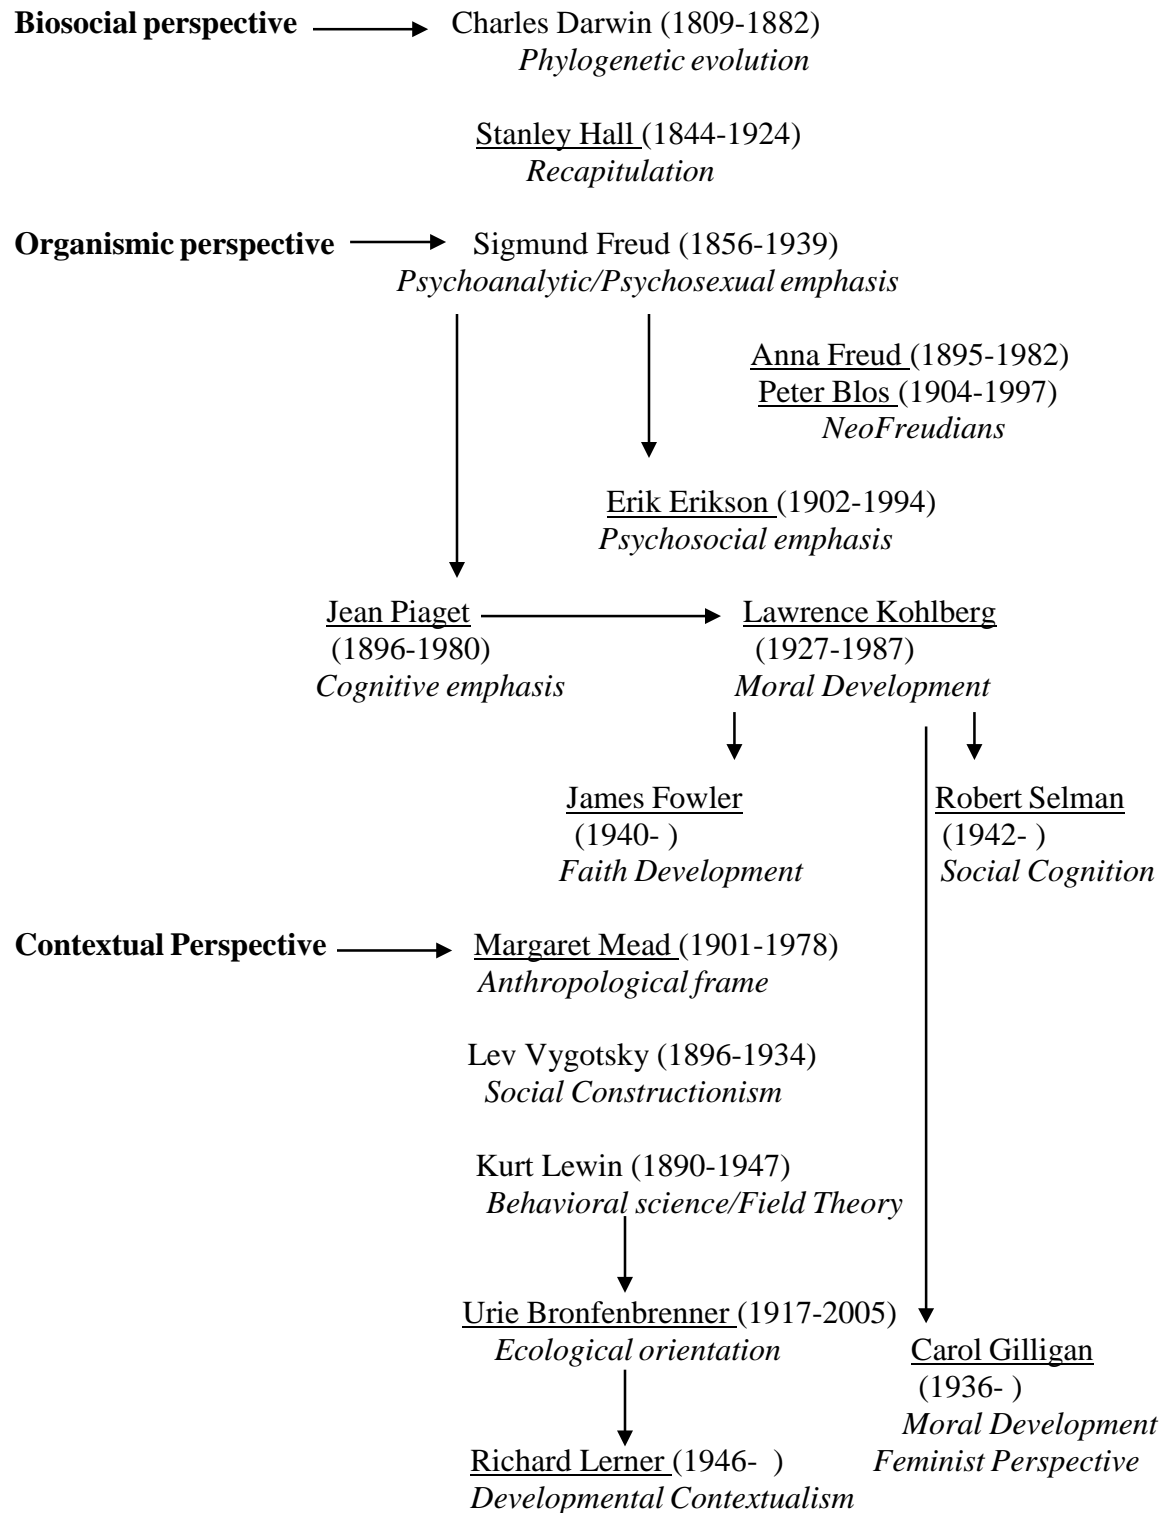 Biosocial perspective Charles Darwin (1809-1882)
Phylogenetic evolution
Stanley Hall (1844-1924)
Recapitulation
Organismic perspective Sigmund Freud (1856-1939)
Psychoanalytic/Psychosexual emphasis
Anna Freud (1895-1982)
Peter Blos (1904-1997)
NeoFreudians
Erik Erikson (1902-1994)
Psychosocial emphasis
Jean Piaget
(1896-1980)
Cognitive emphasis
Lawrence Kohlberg
(1927-1987)
Moral Development
James Fowler
(1940- )
Faith Development
Robert Selman
(1942- )
Social Cognition
Contextual Perspective Margaret Mead (1901-1978)
Anthropological frame
Lev Vygotsky (1896-1934)
Social Constructionism
Kurt Lewin (1890-1947)
Behavioral science/Field Theory
Urie Bronfenbrenner (1917-2005)
Ecological orientation
Carol Gilligan
(1936- )
Moral Development
Feminist Perspective
Richard Lerner (1946- )
Developmental Contextualism